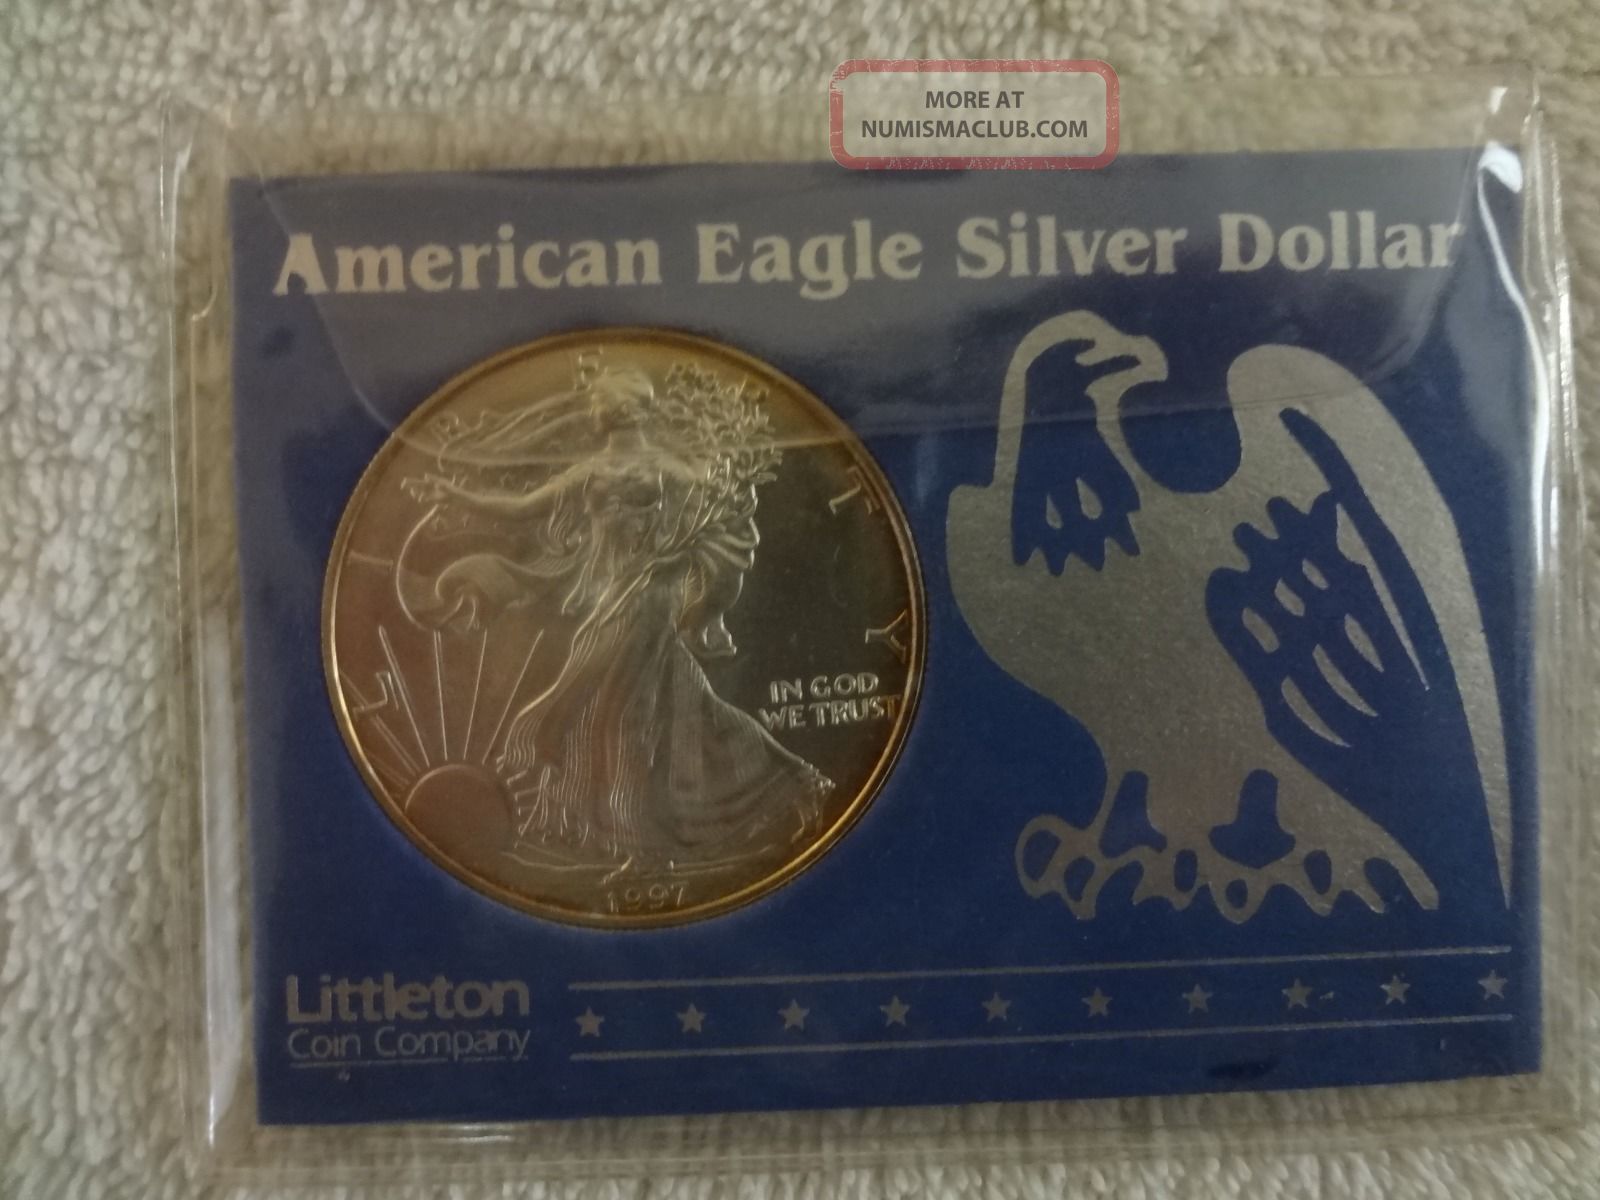 MORE AT
NUMISMACLUB.COM
American Eagle Silver Dollar
LIBERTY
IN GOD
WE TRUST
1997
Littleton
Coin Company